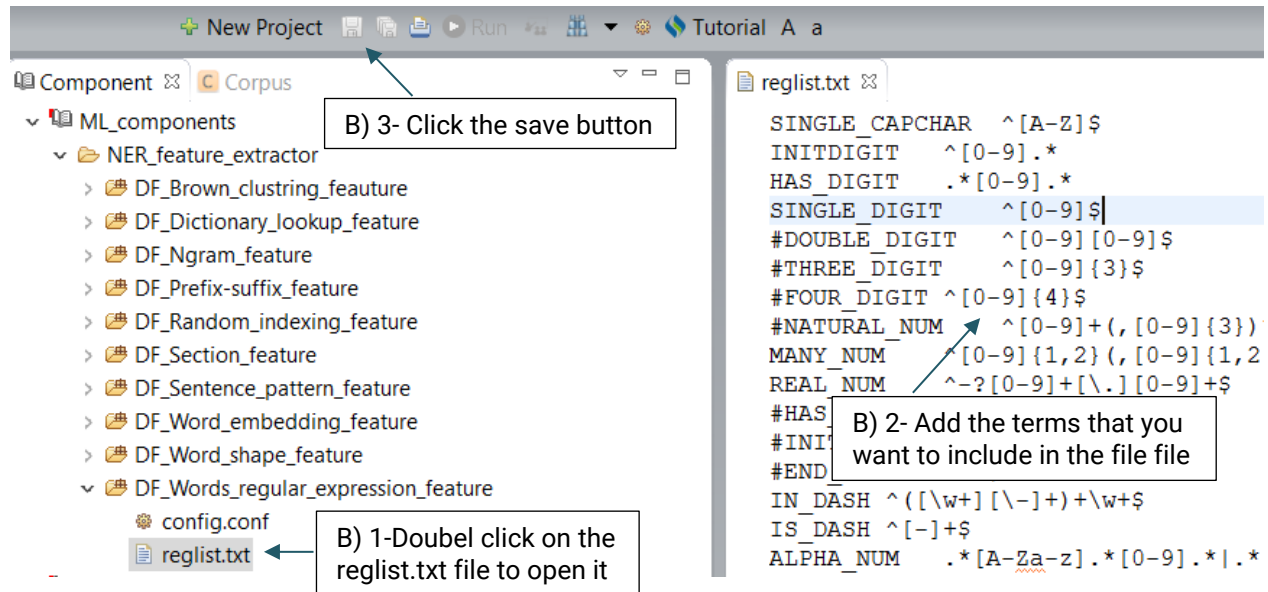 New Project Run Tutorial A a
Component Corpus
B) 3- Click the save button
ML_components
NER_feature_extractor
DF_Brown_clustring_feauture
DF_Dictionary_lookup_feature
DF_Ngram_feature
DF_Prefix-suffix_feature
DF_Random_indexing_feature
DF_Section_feature
DF_Sentence_pattern_feature
DF_Word_embedding_feature
DF_Word_shape_feature
DF_Words_regular_expression_feature
config.conf
reglist.txt
B) 1-Doubel click on the
reglist.txt file to open it
reglist.txt
SINGLE_CAPCHAR ^[A-Z]$
INITDIGIT ^[0-9].*
HAS_DIGIT .*[0-9].*
SINGLE_DIGIT ^[0-9]$
#DOUBLE_DIGIT ^[0-9][0-9]$
#THREE_DIGIT ^[0-9]{3}$
#FOUR_DIGIT ^[0-9]{4}$
#NATURAL_NUM ^[0-9]+(,[0-9]{3})
MANY_NUM ^[0-9]{1,2}(,[0-9]{1,2
REAL_NUM ^-?[0-9]+[\.][0-9]+$
#HAS_
#INIT
#END_
B) 2- Add the terms that you
want to include in the file file
IN_DASH ^([\w+][\-]+)+\w+$
IS_DASH ^[-]+$
ALPHA_NUM .*[A-Za-z].*[0-9].*|.*